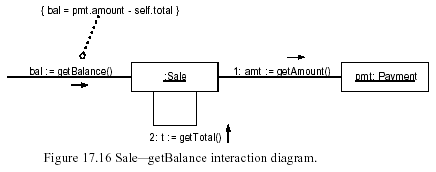 { bal = pmt.amount - self.total }
bal := getBalance()
:Sale
1: amt := getAmount()
pmt: Payment
2: t := getTotal()
Figure 17.16 Sale—getBalance interaction diagram.